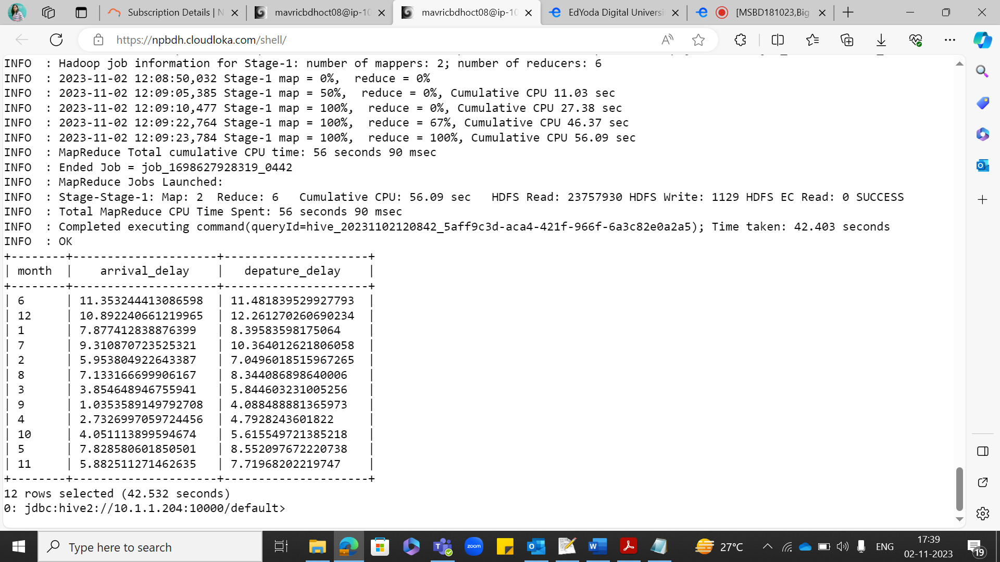 Subscription Details | N
mavricbdhoct08@ip-10
mavricbdhoct08@ip-10
EdYoda Digital Universi
[MSBD181023,Big
https://npbdh.cloudloka.com/shell/
INFO  : Hadoop job information for Stage-1: number of mappers: 2; number of reducers: 6
INFO  : 2023-11-02 12:08:50,032 Stage-1 map = 0%,  reduce = 0%
INFO  : 2023-11-02 12:09:05,385 Stage-1 map = 50%,  reduce = 0%, Cumulative CPU 11.03 sec
INFO  : 2023-11-02 12:09:10,477 Stage-1 map = 100%,  reduce = 0%, Cumulative CPU 27.38 sec
INFO  : 2023-11-02 12:09:22,764 Stage-1 map = 100%,  reduce = 67%, Cumulative CPU 46.37 sec
INFO  : 2023-11-02 12:09:23,784 Stage-1 map = 100%,  reduce = 100%, Cumulative CPU 56.09 sec
INFO  : MapReduce Total cumulative CPU time: 56 seconds 90 msec
INFO  : Ended Job = job_1698627928319_0442
INFO  : MapReduce Jobs Launched:
INFO  : Stage-Stage-1: Map: 2  Reduce: 6   Cumulative CPU: 56.09 sec   HDFS Read: 23757930 HDFS Write: 1129 HDFS EC Read: 0 SUCCESS
INFO  : Total MapReduce CPU Time Spent: 56 seconds 90 msec
INFO  : Completed executing command(queryId=hive_20231102120842_5aff9c3d-aca4-421f-966f-6a3c82e0a2a5); Time taken: 42.403 seconds
INFO  : OK
+--------+---------------------+---------------------+
| month  |    arrival_delay    |   depature_delay    |
+--------+---------------------+---------------------+
| 6      | 11.353244413086598  | 11.481839529927793  |
| 12     | 10.892240661219965  | 12.261270260690234  |
| 1      | 7.877412838876399   | 8.39583598175064    |
| 7      | 9.310870723525321   | 10.364012621806058  |
| 2      | 5.953804922643387   | 7.0496018515967265  |
| 8      | 7.133166699906167   | 8.344086898640006   |
| 3      | 3.854648946755941   | 5.844603231005256   |
| 9      | 1.0353589149792708  | 4.088488881365973   |
| 4      | 2.7326997059724456  | 4.7928243601822     |
| 10     | 4.051113899594674   | 5.615549721385218   |
| 5      | 7.828580601850501   | 8.552097672220738   |
| 11     | 5.882511271462635   | 7.71968202219747    |
+--------+---------------------+---------------------+
12 rows selected (42.532 seconds)
0: jdbc:hive2://10.1.1.204:10000/default>
Type here to search
zoom
27°C
ENG
17:39
02-11-2023
19